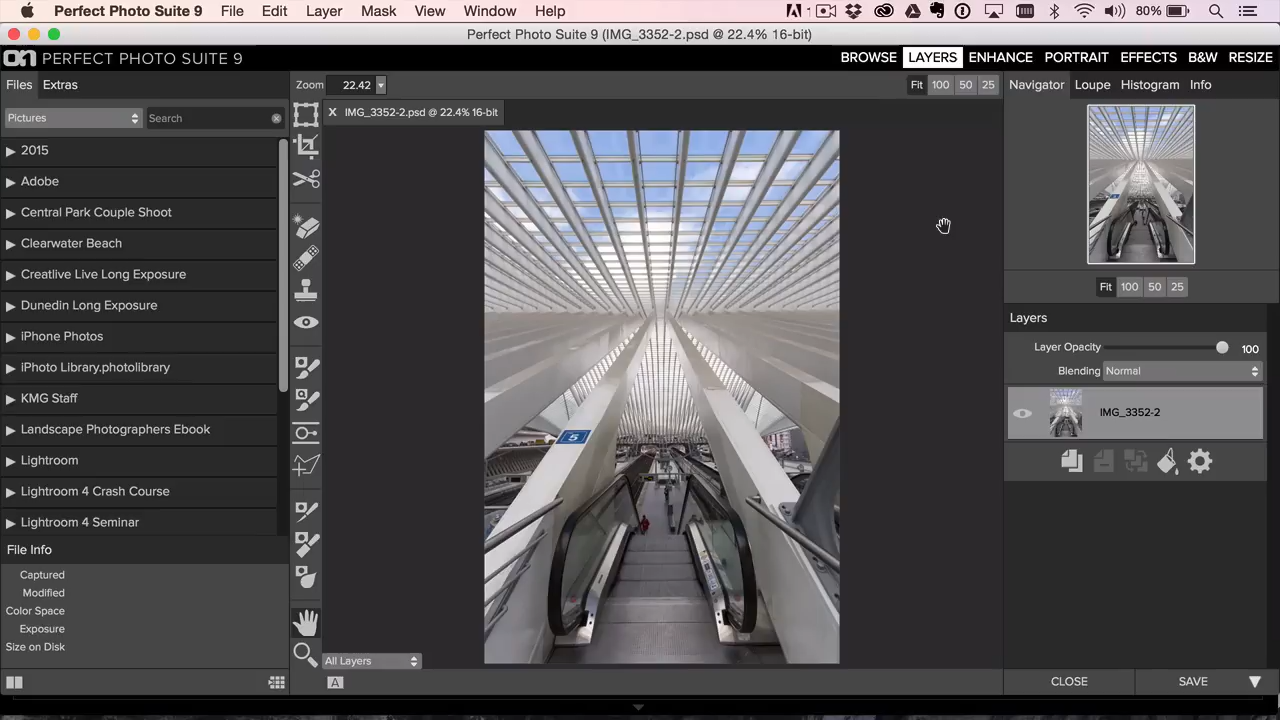 Perfect Photo Suite 9 File Edit Layer Mask View Window Help 80%
Perfect Photo Suite 9 (IMG_3352-2.psd @ 22.4% 16-bit)
on PERFECT PHOTO SUITE 9 BROWSE LAYERS ENHANCE PORTRAIT EFFECTS B&W RESIZE
Files Extras
Zoom 22.42 Fit 100 50 25
Navigator Loupe Histogram Info
Pictures Search
X IMG_3352-2.psd @ 22.4% 16-bit
2015
Adobe
Central Park Couple Shoot
Clearwater Beach
Creatlive Live Long Exposure
Dunedin Long Exposure
iPhone Photos
iPhoto Library.photolibrary
KMG Staff
Landscape Photographers Ebook
Lightroom
Lightroom 4 Crash Course
Lightroom 4 Seminar
File Info
Captured
Modified
Color Space
Exposure
Size on Disk
5
All Layers
A
Fit 100 50 25
Layers
Layer Opacity 100
Blending Normal
IMG_3352-2
CLOSE SAVE